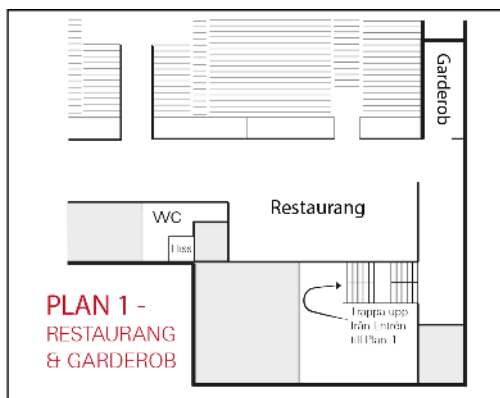 Garderob
WC
Restaurang
Hiss
PLAN 1 -
RESTAURANG
& GARDEROB
Trappa upp
från Entrén
till Plan 1